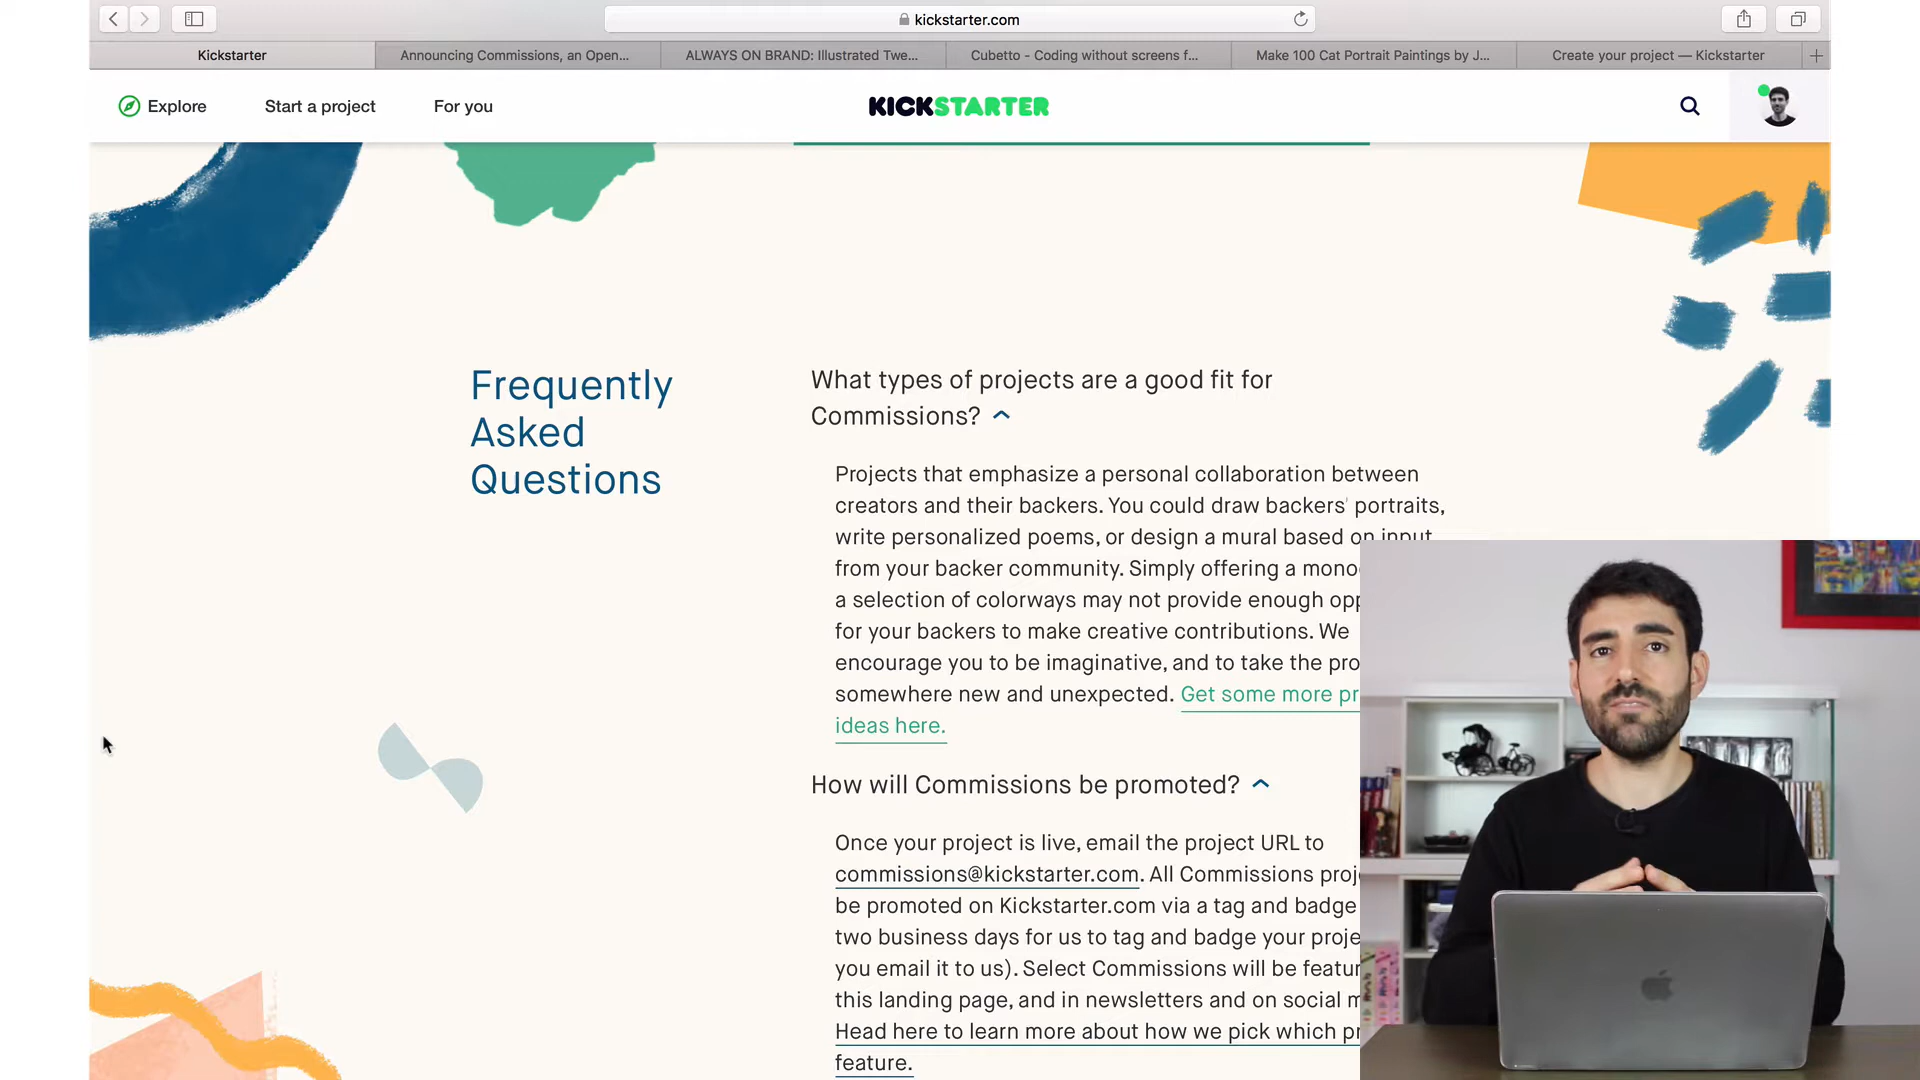 kickstarter.com
Kickstarter
Announcing Commissions, an Open...
ALWAYS ON BRAND: Illustrated Twe...
Cubetto - Coding without screens f...
Make 100 Cat Portrait Paintings by J...
Create your project — Kickstarter
Explore
Start a project
For you
KICKSTARTER
Frequently
Asked
Questions
What types of projects are a good fit for
Commissions?
Projects that emphasize a personal collaboration between
creators and their backers. You could draw backers' portraits,
write personalized poems, or design a mural based on input
from your backer community. Simply offering a
a selection of colorways may not provide enough
for your backers to make creative contributions. We
encourage you to be imaginative, and to take the
somewhere new and unexpected. Get some more
ideas here.
How will Commissions be promoted?
Once your project is live, email the project URL to
commissions@kickstarter.com. All Commissions
be promoted on Kickstarter.com via a tag and badge
two business days for us to tag and badge your
you email it to us). Select Commissions will be
this landing page, and in newsletters and on social
Head here to learn more about how we pick which
feature.